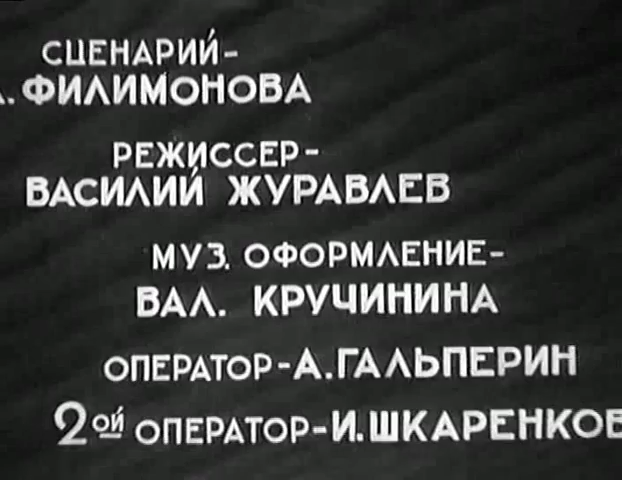 СЦЕНАРИЙ-
. ФИЛИМОНОВА
РЕЖИССЕР-
ВАСИЛИЙ ЖУРАВЛЕВ
МУЗ. ОФОРМЛЕНИЕ-
ВАЛ. КРУЧИНИНА
ОПЕРАТОР-А. ГАЛЬПЕРИН
2ой ОПЕРАТОР-И. ШКАРЕНКОВ